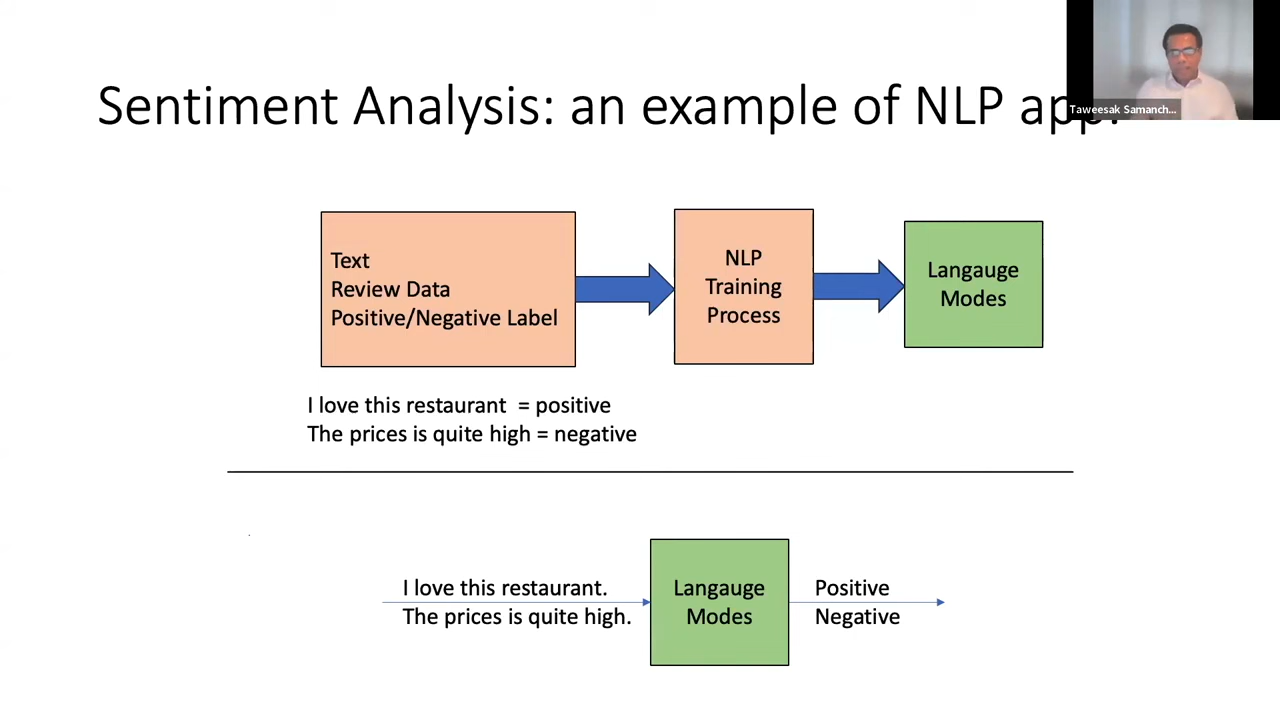 Sentiment Analysis: an example of NLP app.
Taweesak Samanch...
Text
Review Data
Positive/Negative Label
NLP
Training
Process
Langauge
Modes
I love this restaurant = positive
The prices is quite high = negative
I love this restaurant.
The prices is quite high.
Langauge
Modes
Positive
Negative